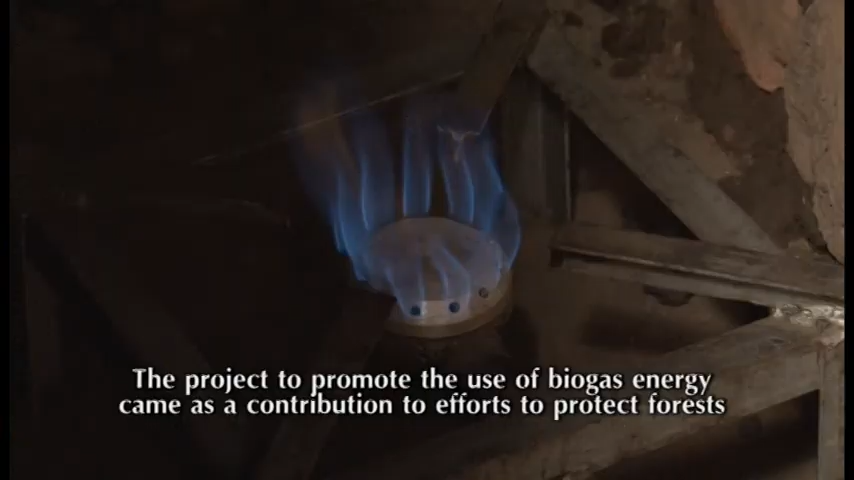 The project to promote the use of biogas energy
came as a contribution to efforts to protect forests